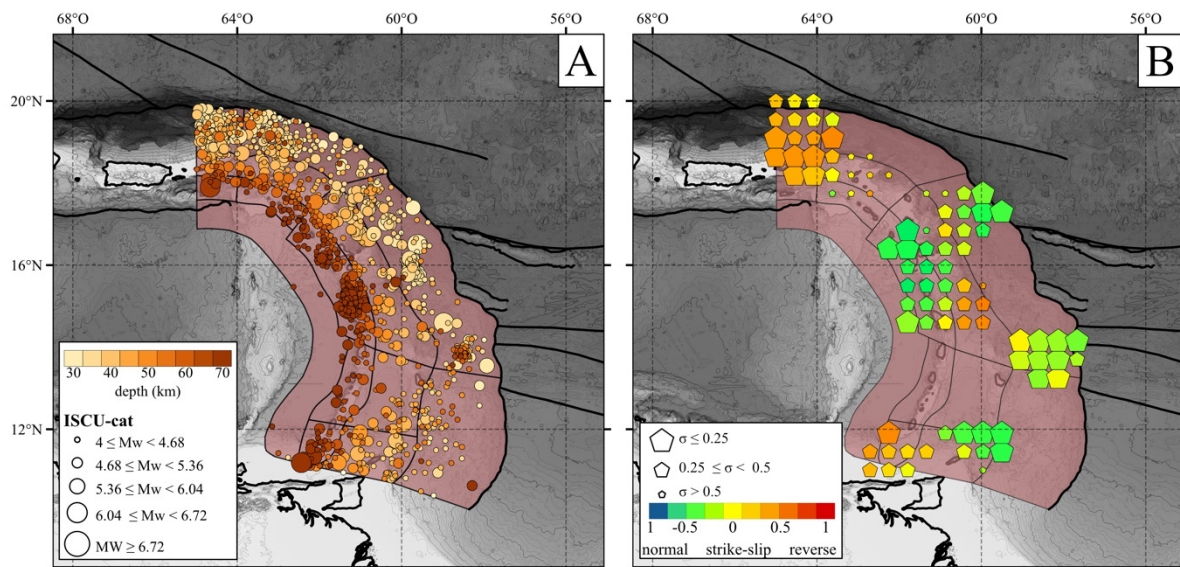 68°O 64°O 60°O 56°O
A
20°N
16°N
12°N
30 40 50 60 70
depth (km)
ISCU-cat
4 ≤ Mw < 4.68
4.68 ≤ Mw < 5.36
5.36 ≤ Mw < 6.04
6.04 ≤ Mw < 6.72
MW ≥ 6.72
68°O 64°O 60°O 56°O
B
20°N
16°N
12°N
σ ≤ 0.25
0.25 ≤ σ < 0.5
σ > 0.5
1 -0.5 0 0.5 1
normal strike-slip reverse